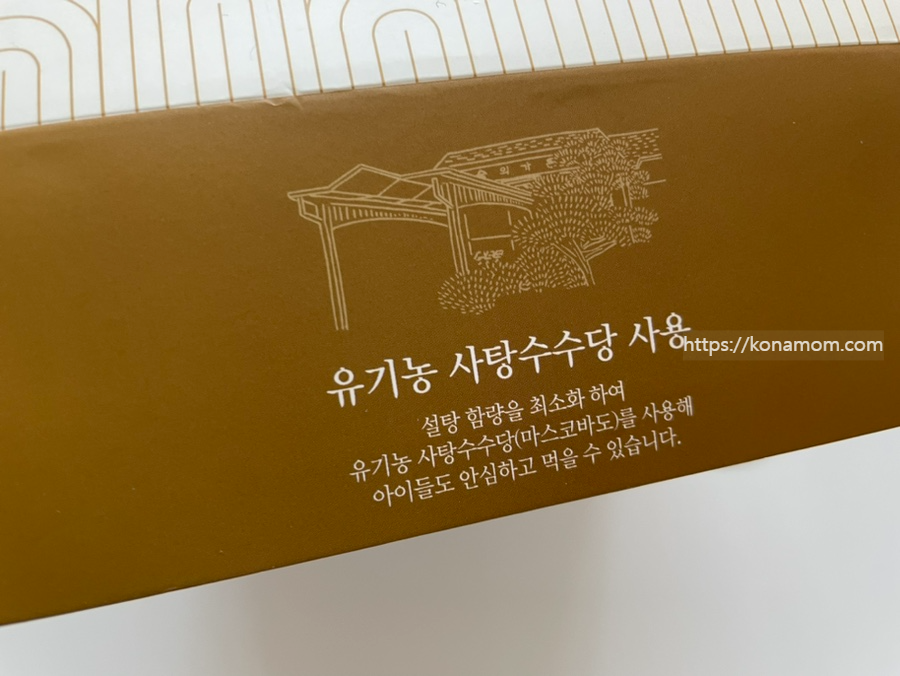 유기농 사탕수수당 사용
https://konamom.com
설탕 함량을 최소화 하여
유기농 사탕수수당(마스코바도)를 사용해
아이들도 안심하고 먹을 수 있습니다.